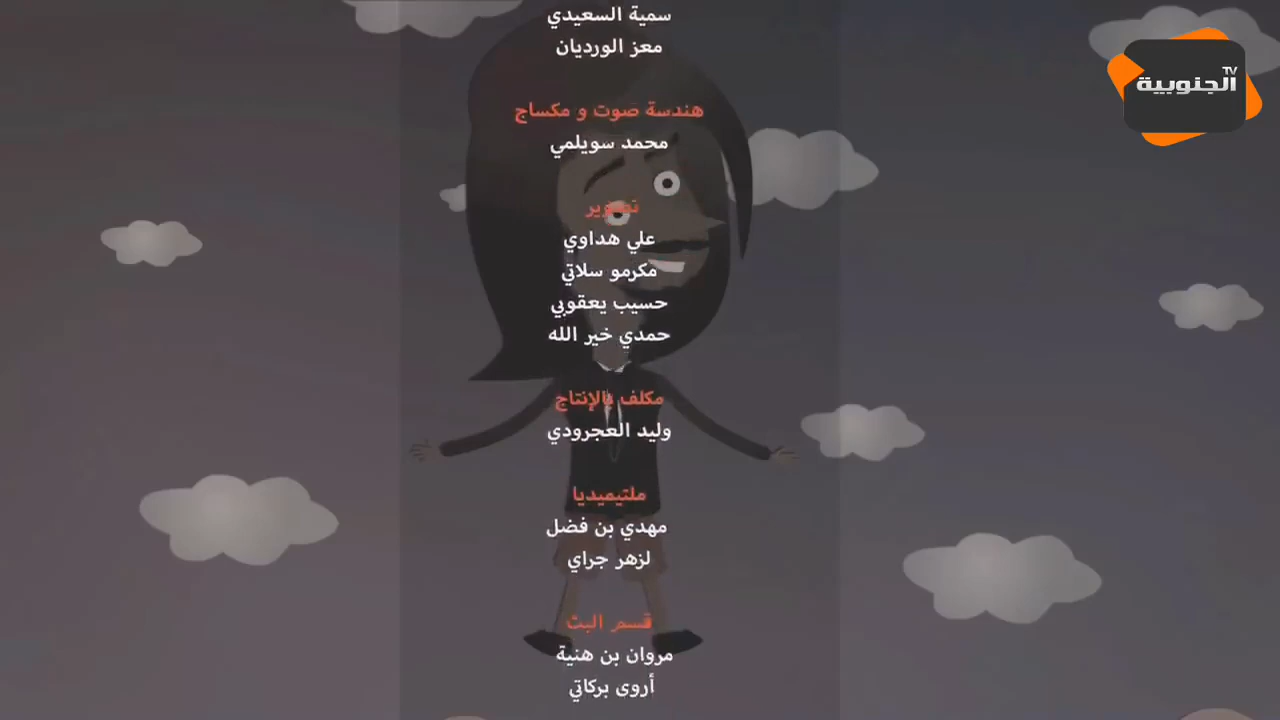 سمية السعيدي
معز الورديان
هندسة صوت و مكساج
محمد سويلمي
تصوير
علي هداوي
مكرمو سلاتي
حسيب يعقوبي
حمدي خير الله
مكلف بالإنتاج
وليد العجرودي
ملتيميديا
مهدي بن فضل
لزهر جراي
قسم البث
مروان بن هنية
أروى بركاتي
TV
الجنوبية